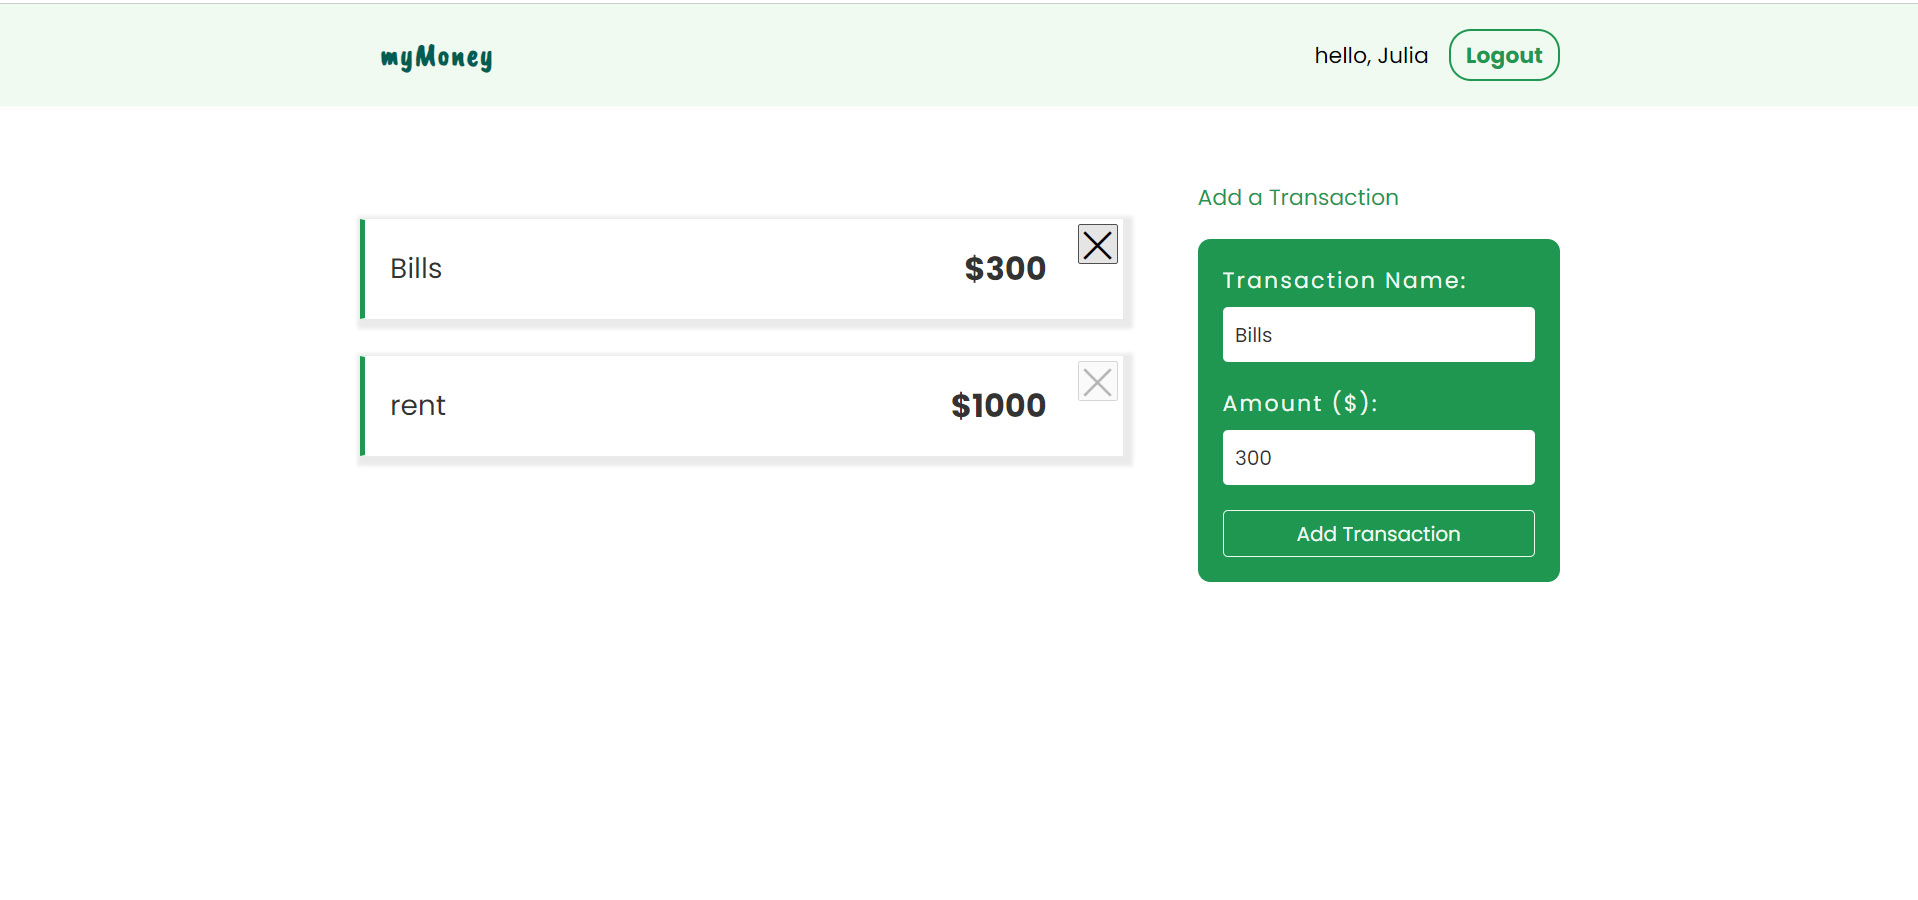 myMoney
hello, Julia
Logout
Bills
$300
rent
$1000
Add a Transaction
Transaction Name:
Bills
Amount ($):
300
Add Transaction